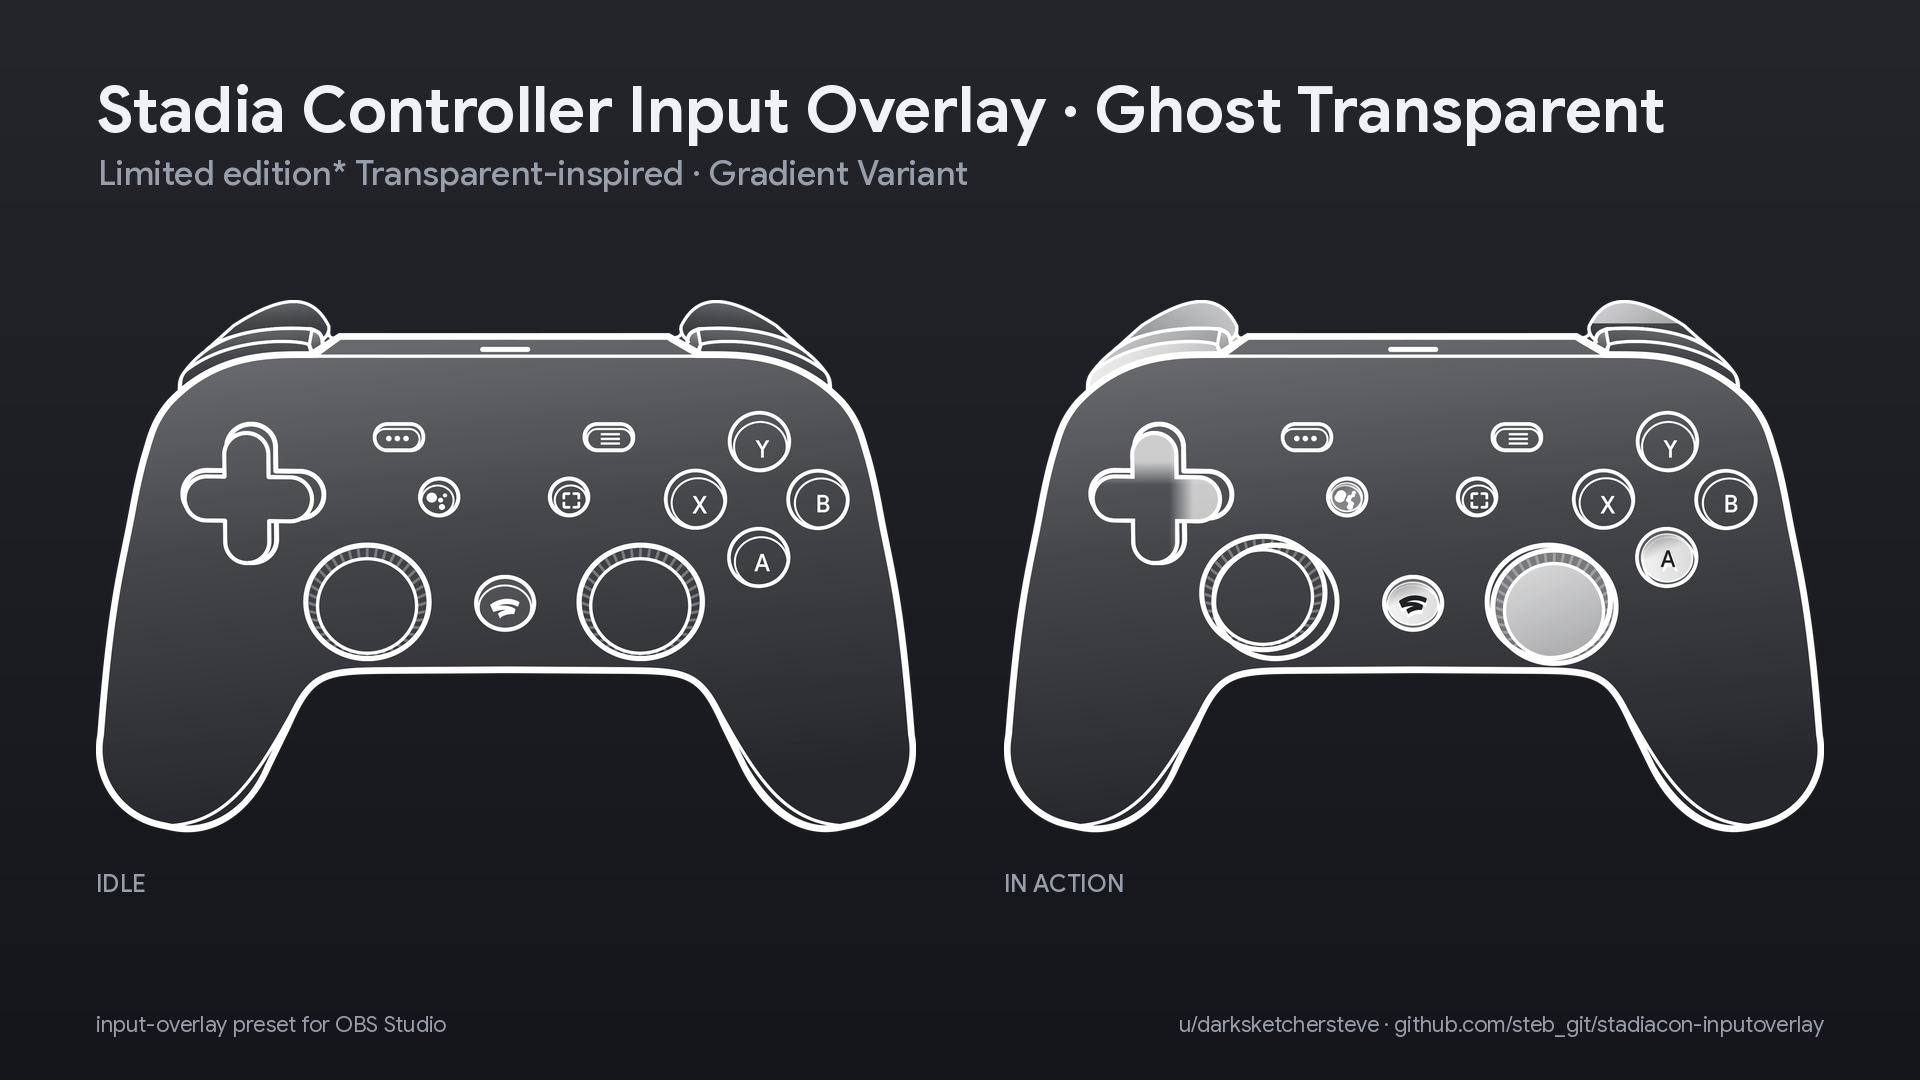 Stadia Controller Input Overlay · Ghost Transparent
Limited edition* Transparent-inspired · Gradient Variant
Y
X
B
A
Y
X
B
A
IDLE
IN ACTION
input-overlay preset for OBS Studio
u/darksketchersteve · github.com/steb_git/stadiacon-inputoverlay